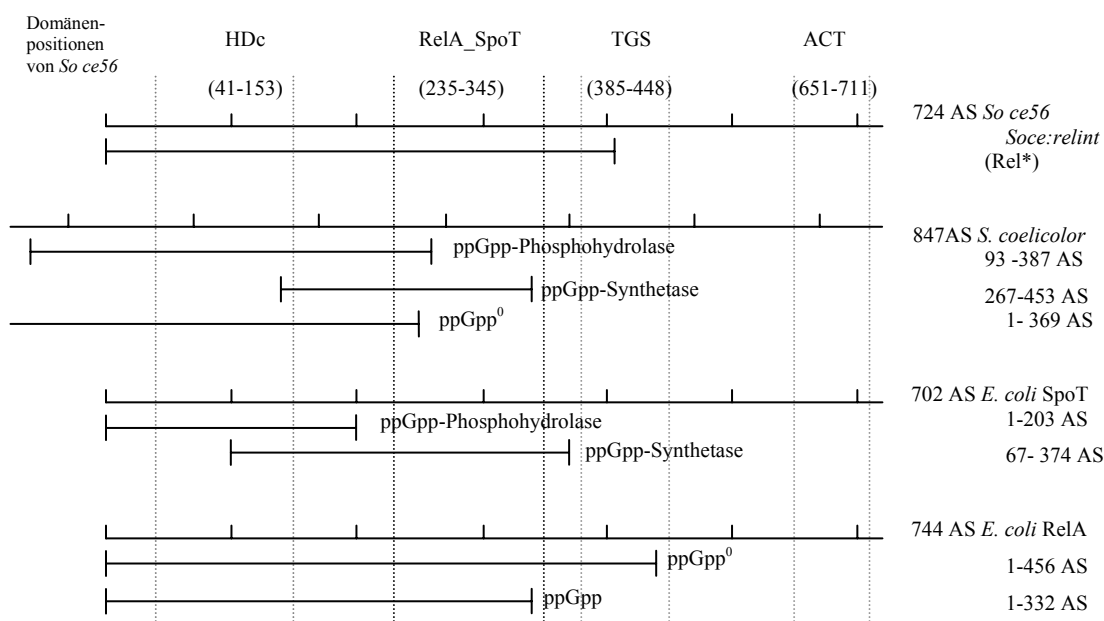 Domänen-
positionen
von So ce56
HDc RelA_SpoT TGS ACT
(41-153) (235-345) (385-448) (651-711)
724 AS So ce56
Soce:relint
(Rel*)
847AS S. coelicolor
ppGpp-Phosphohydrolase 93 -387 AS
ppGpp-Synthetase 267-453 AS
ppGpp⁰ 1- 369 AS
702 AS E. coli SpoT
ppGpp-Phosphohydrolase 1-203 AS
ppGpp-Synthetase 67- 374 AS
744 AS E. coli RelA
ppGpp⁰ 1-456 AS
ppGpp 1-332 AS